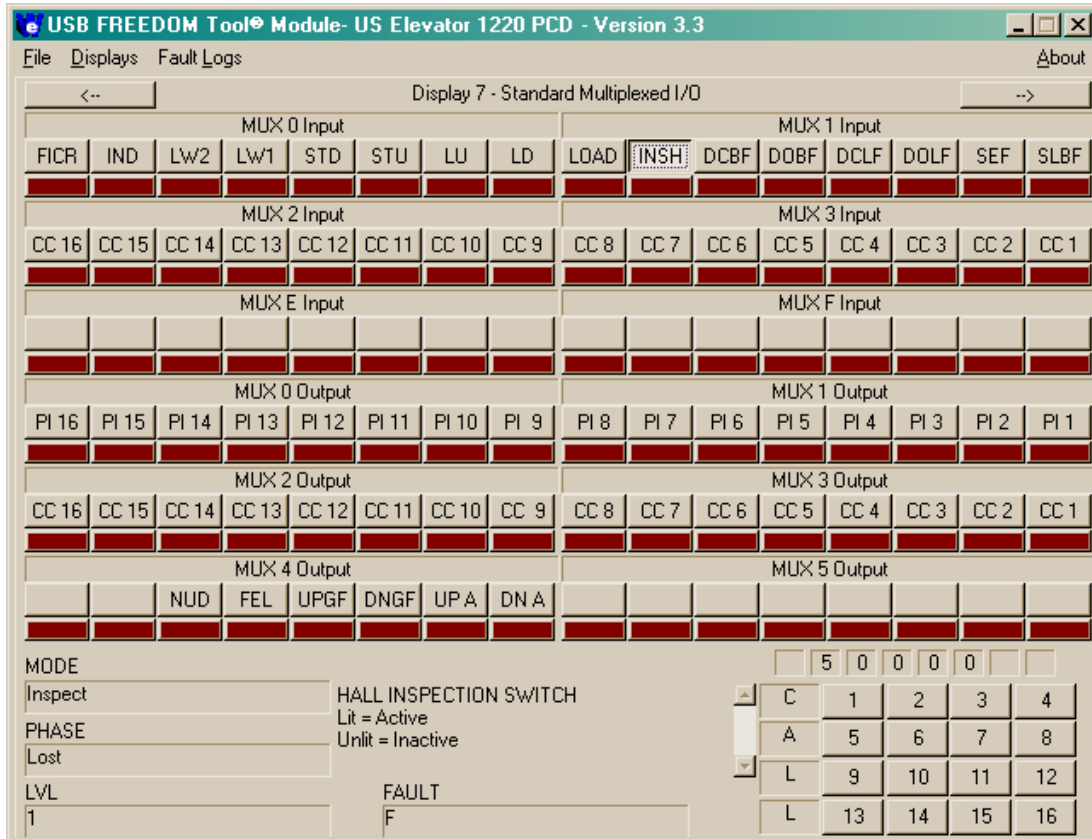 USB FREEDOM Tool® Module- US Elevator 1220 PCD - Version 3.3
File Displays Fault Logs About
<-- Display 7 - Standard Multiplexed I/O -->
MUX 0 Input MUX 1 Input
FICR IND LW2 LW1 STD STU LU LD LOAD INSH DCBF DOBF DCLF DOLF SEF SLBF
MUX 2 Input MUX 3 Input
CC 16 CC 15 CC 14 CC 13 CC 12 CC 11 CC 10 CC 9 CC 8 CC 7 CC 6 CC 5 CC 4 CC 3 CC 2 CC 1
MUX E Input MUX F Input
MUX 0 Output MUX 1 Output
PI 16 PI 15 PI 14 PI 13 PI 12 PI 11 PI 10 PI 9 PI 8 PI 7 PI 6 PI 5 PI 4 PI 3 PI 2 PI 1
MUX 2 Output MUX 3 Output
CC 16 CC 15 CC 14 CC 13 CC 12 CC 11 CC 10 CC 9 CC 8 CC 7 CC 6 CC 5 CC 4 CC 3 CC 2 CC 1
MUX 4 Output MUX 5 Output
NUD FEL UPGF DNGF UP A DN A
MODE
Inspect
PHASE
Lost
LVL
1
HALL INSPECTION SWITCH
Lit = Active
Unlit = Inactive
FAULT
F
5 0 0 0 0
C 1 2 3 4
A 5 6 7 8
L 9 10 11 12
L 13 14 15 16